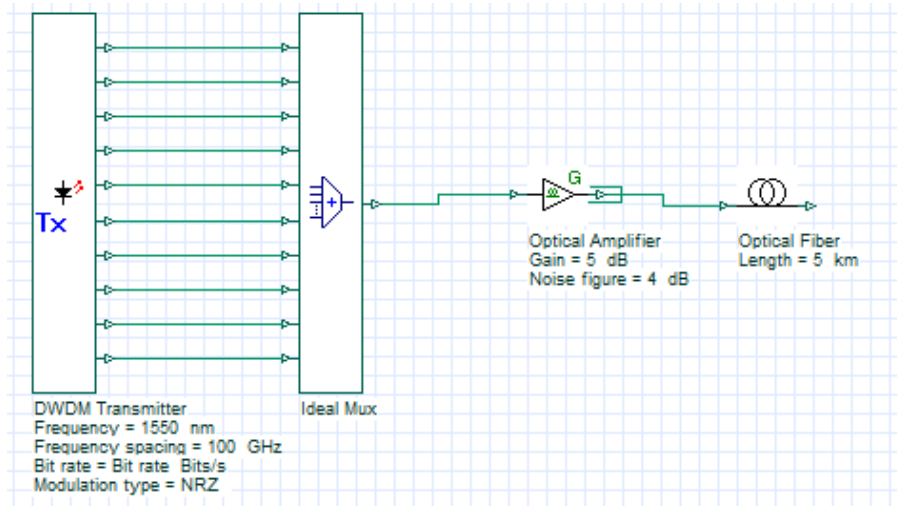 Tx
G
Optical Amplifier
Gain = 5 dB
Noise figure = 4 dB
Optical Fiber
Length = 5 km
DWDM Transmitter
Frequency = 1550 nm
Frequency spacing = 100 GHz
Bit rate = Bit rate Bits/s
Modulation type = NRZ
Ideal Mux